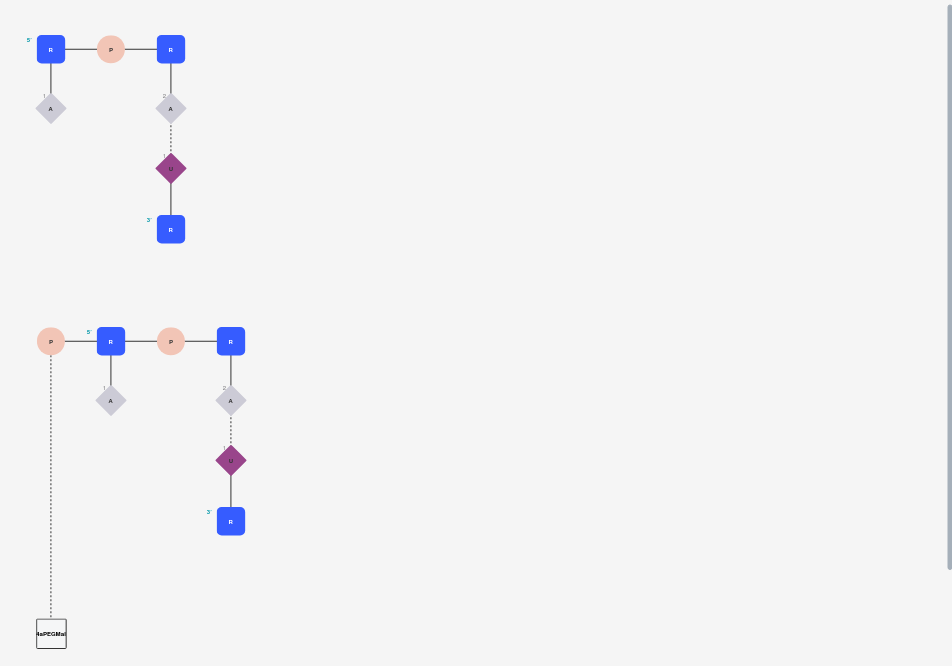 5' R P R
1 A 2 A
1 U
3' R
P 5' R P R
1 A 2 A
1 U
3' R
4aPEGMal